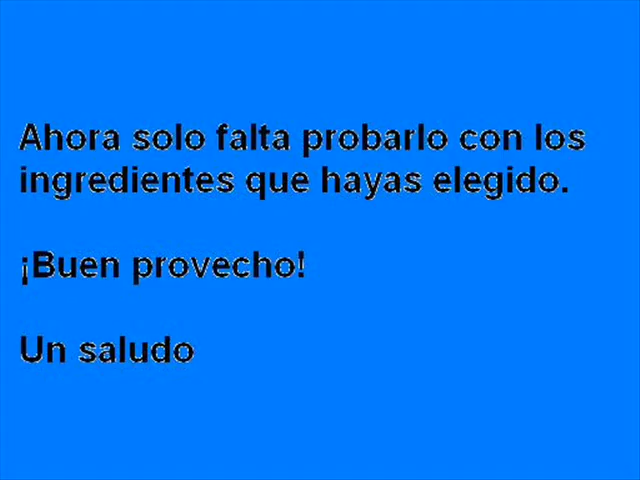 Ahora solo falta probarlo con los
ingredientes que hayas elegido.
¡Buen provecho!
Un saludo